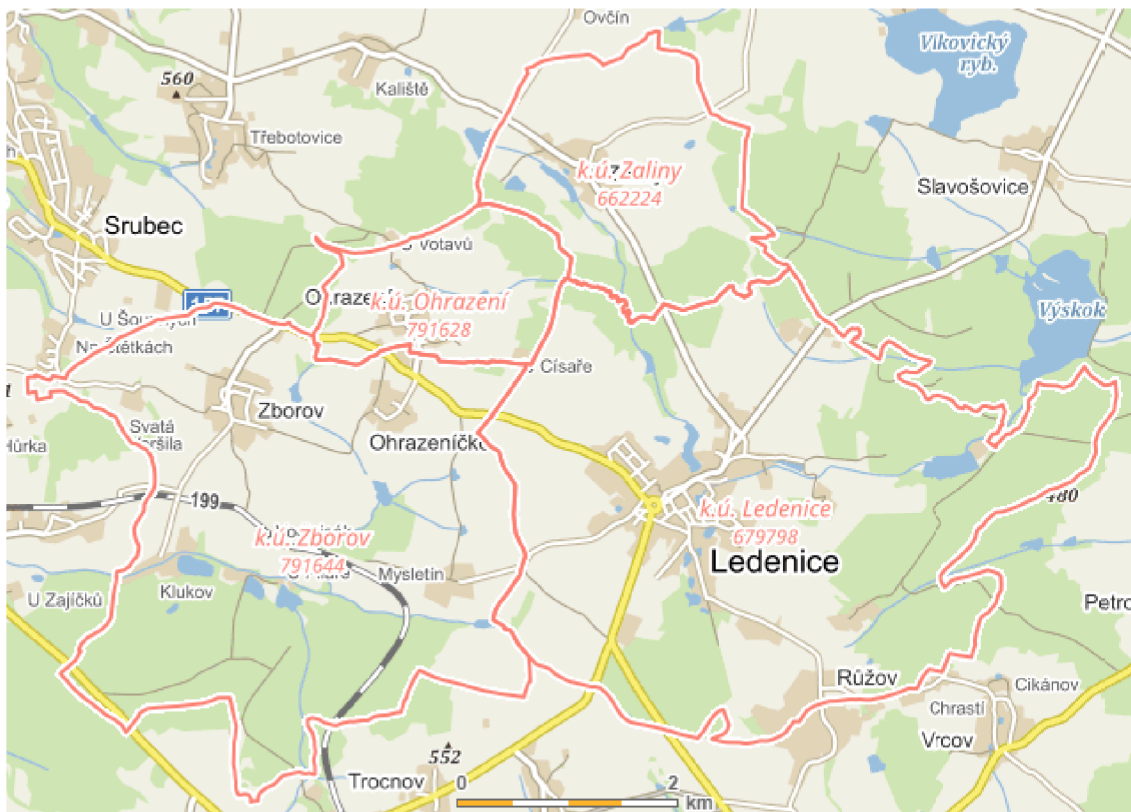 Ovčín
Vlkovický
ryb.
560
Kaliště
Třebotovice
k.ú. Zaliny
662224
Slavošovice
Srubec
U Votavů
k.ú. Ohrazení
791628
Výskok
Na Štětkách
Císaře
Zborov
Svatá
Ohrazeníčko
Hůrka
199
480
k.ú. Ledenice
679798
k.ú. Zborov
791644
Ledenice
Mysletín
Klukov
U Zajíčků
Petro
Růžov
Cikánov
Chrastí
Vrcov
552
Trocnov
0
2
km